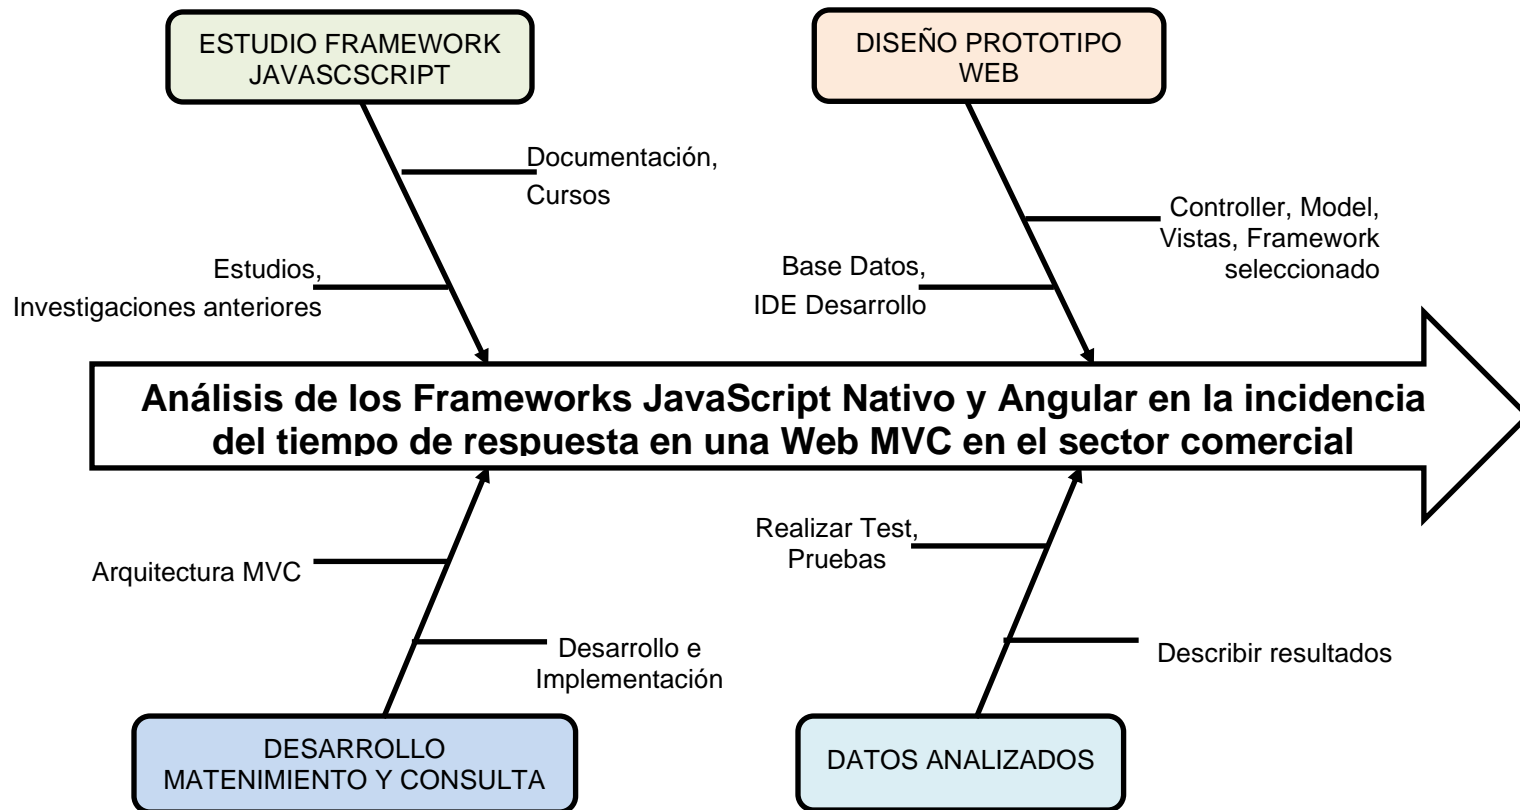 ESTUDIO FRAMEWORK
JAVASCSCRIPT
DISEÑO PROTOTIPO
WEB
Documentación,
Cursos
Estudios,
Investigaciones anteriores
Controller, Model,
Vistas, Framework
seleccionado
Base Datos,
IDE Desarrollo
Análisis de los Frameworks JavaScript Nativo y Angular en la incidencia
del tiempo de respuesta en una Web MVC en el sector comercial
Arquitectura MVC
Desarrollo e
Implementación
Realizar Test,
Pruebas
Describir resultados
DESARROLLO
MATENIMIENTO Y CONSULTA
DATOS ANALIZADOS